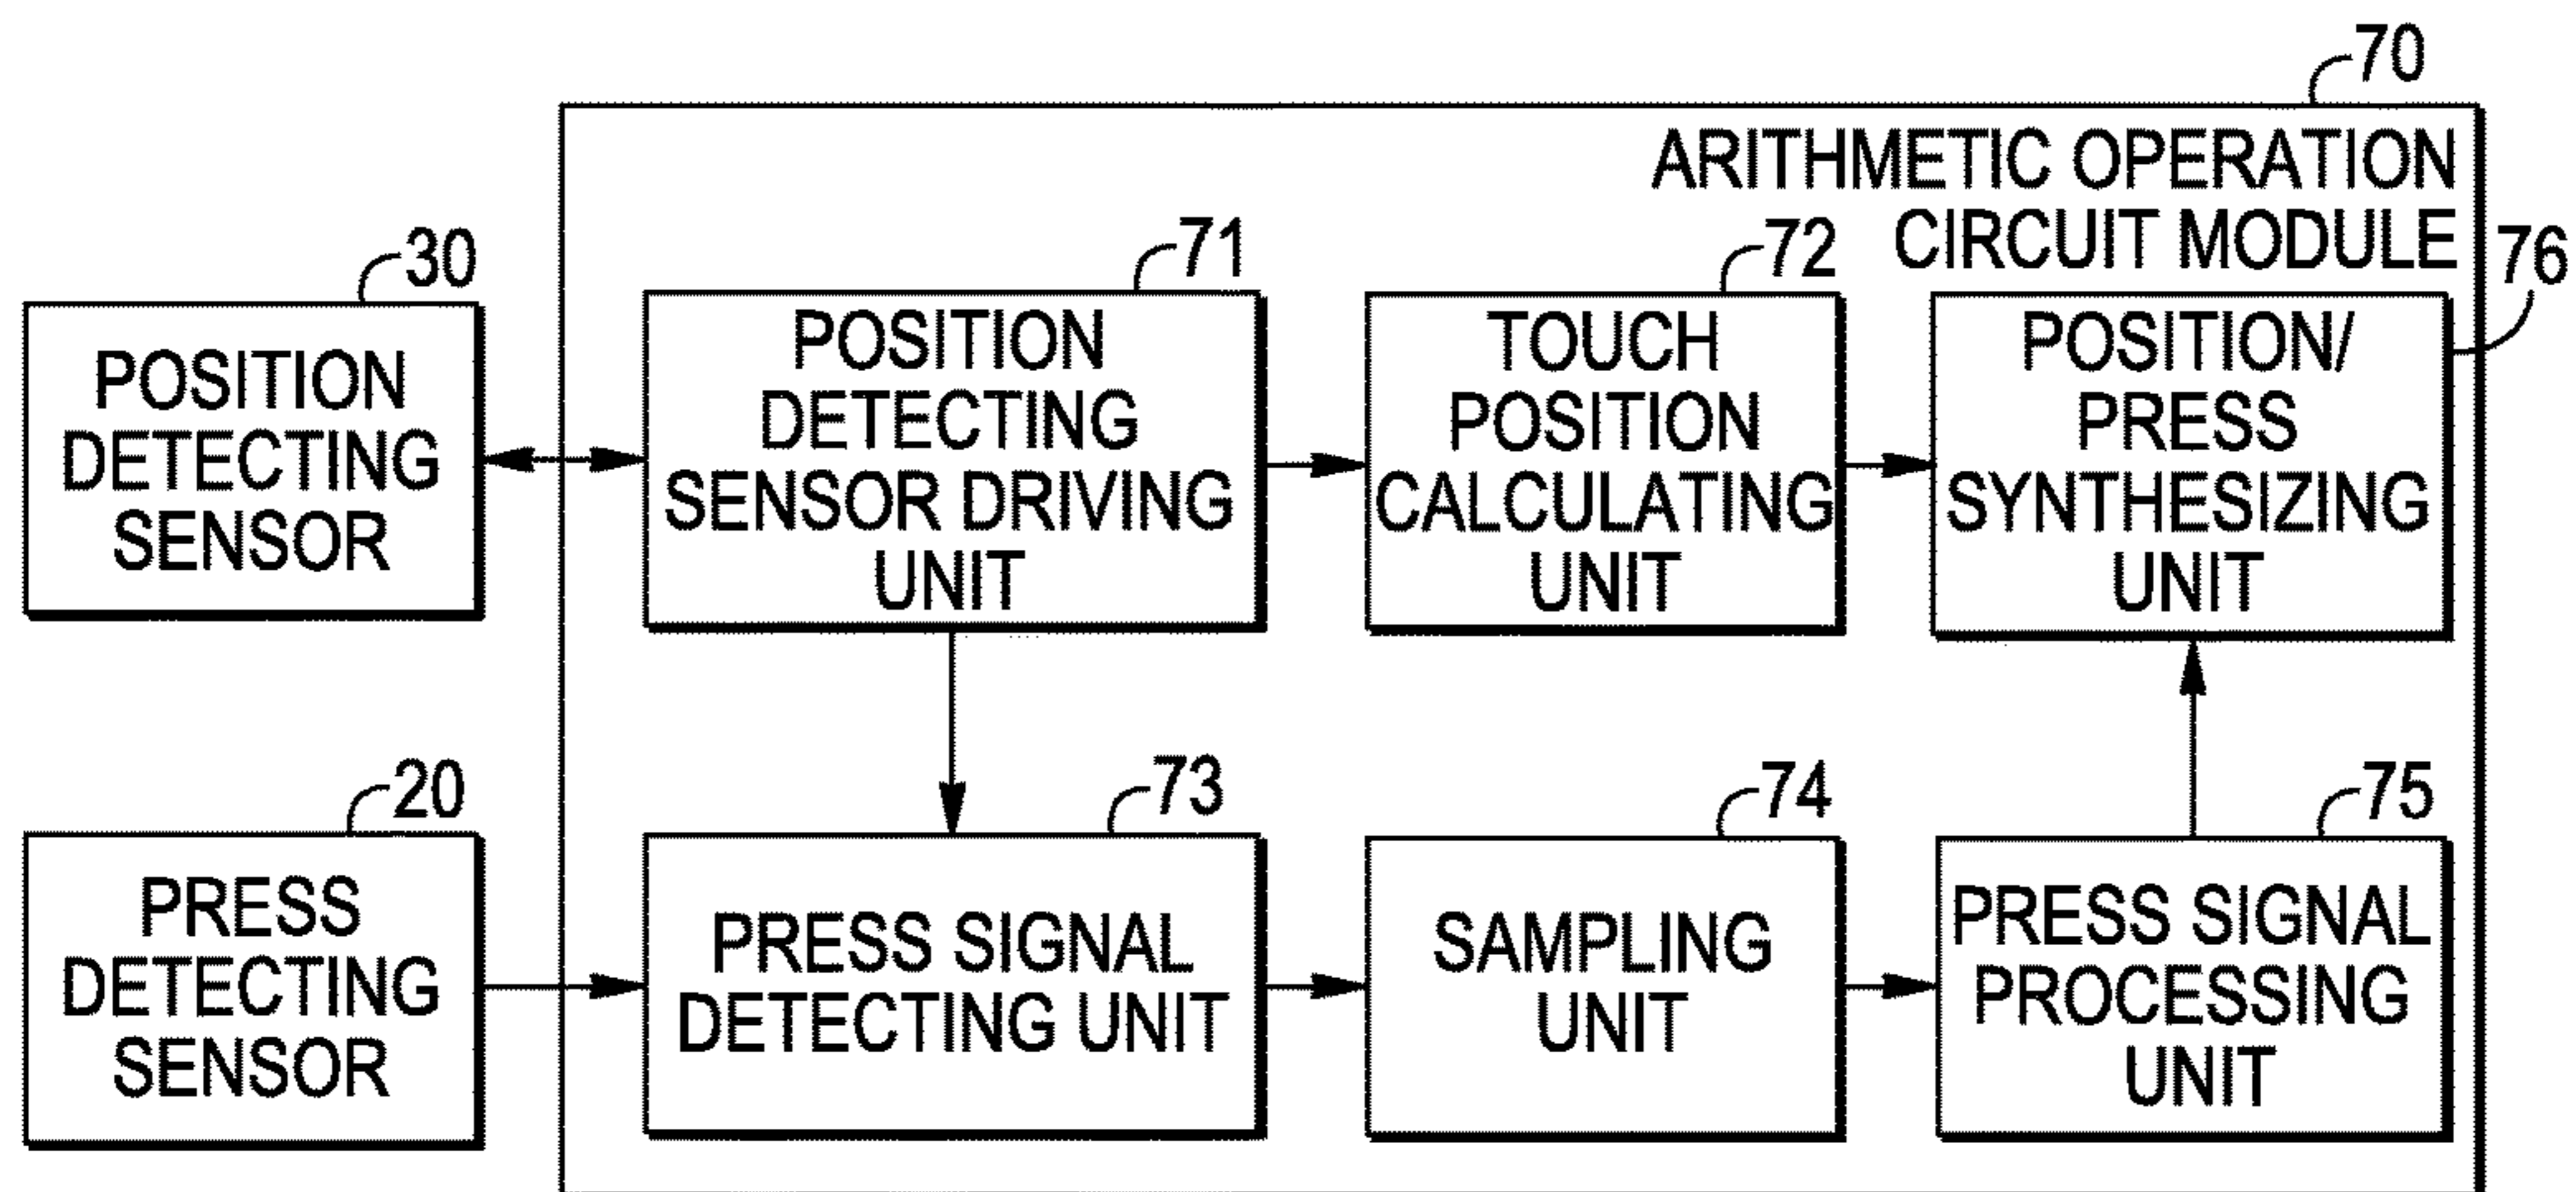 70
ARITHMETIC OPERATION
CIRCUIT MODULE
30
POSITION
DETECTING
SENSOR
71
POSITION
DETECTING
SENSOR DRIVING
UNIT
72
TOUCH
POSITION
CALCULATING
UNIT
76
POSITION/
PRESS
SYNTHESIZING
UNIT
20
PRESS
DETECTING
SENSOR
73
PRESS SIGNAL
DETECTING UNIT
74
SAMPLING
UNIT
75
PRESS SIGNAL
PROCESSING
UNIT